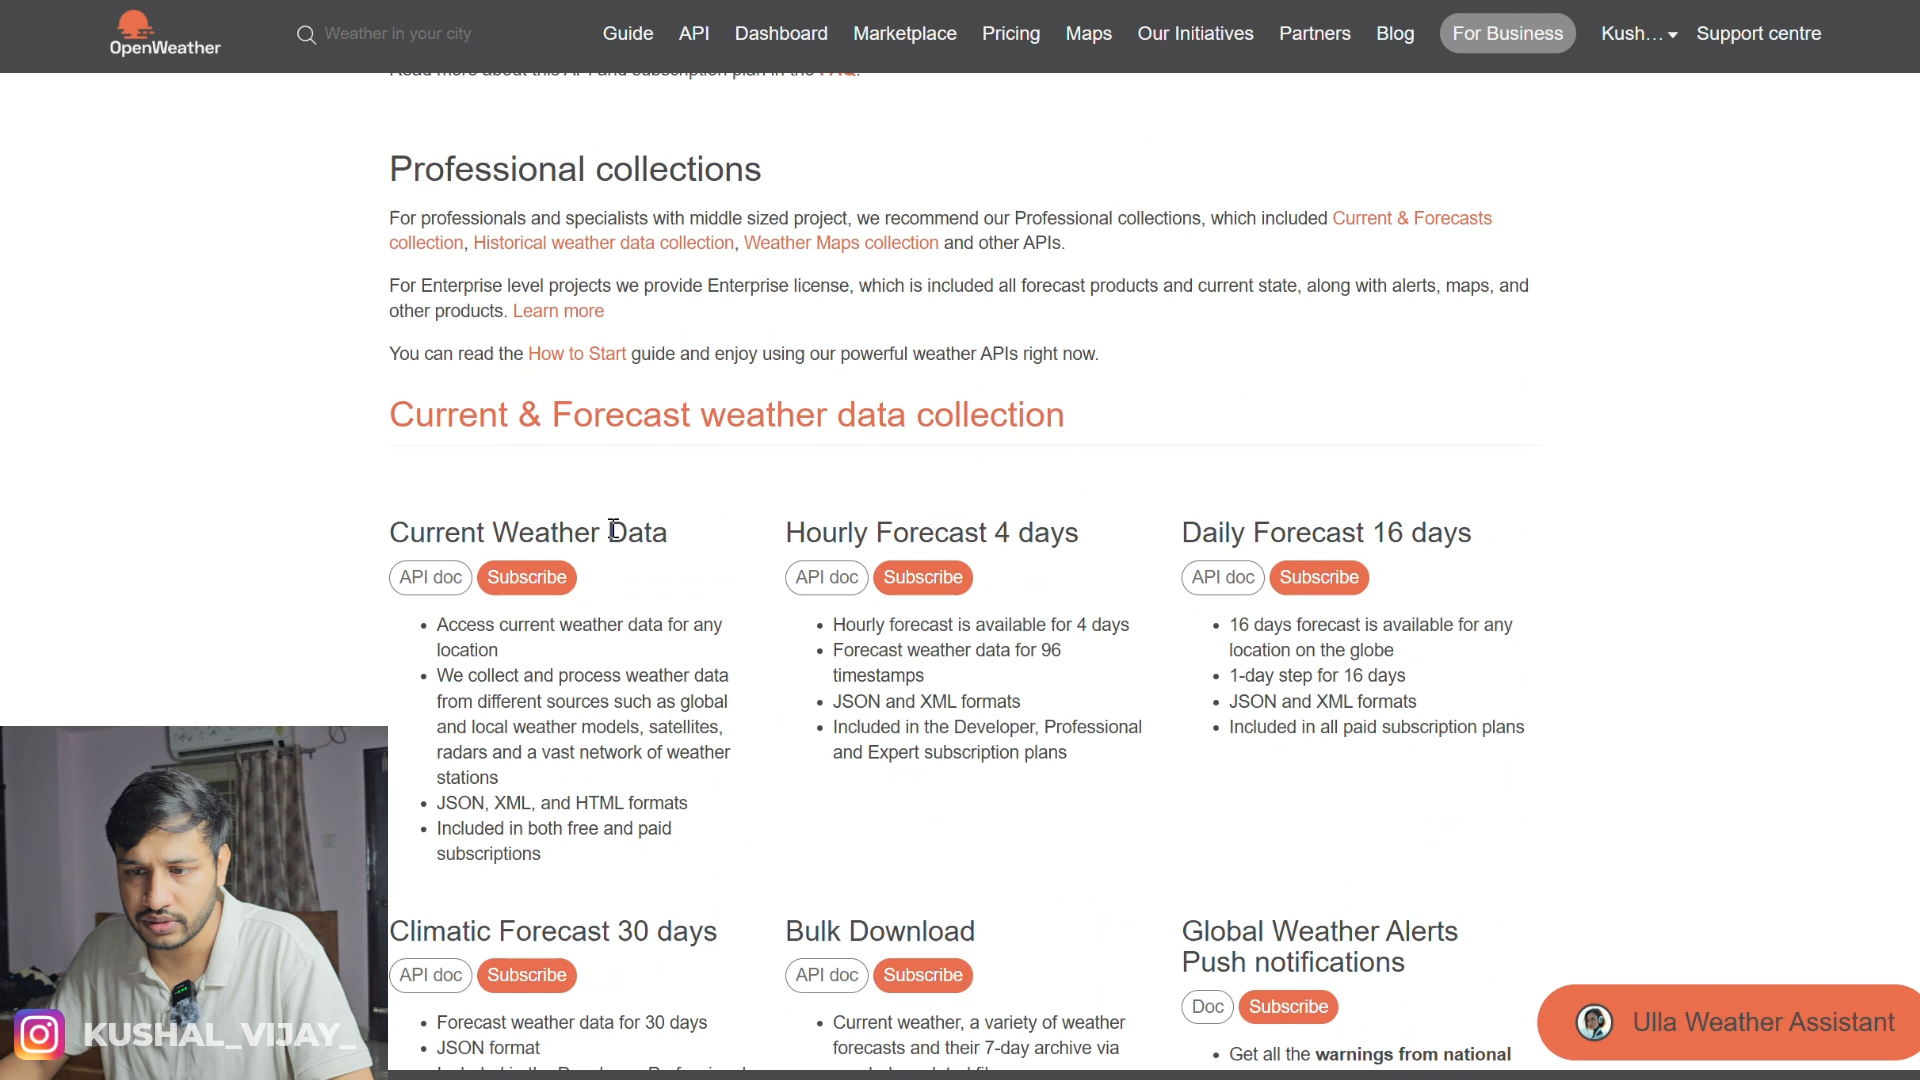 OpenWeather
Weather in your city
Guide
API
Dashboard
Marketplace
Pricing
Maps
Our Initiatives
Partners
Blog
For Business
Kush...
Support centre
Read more about this API and subscription plan in the FAQ.
Professional collections
For professionals and specialists with middle sized project, we recommend our Professional collections, which included Current & Forecasts
collection, Historical weather data collection, Weather Maps collection and other APIs.
For Enterprise level projects we provide Enterprise license, which is included all forecast products and current state, along with alerts, maps, and
other products. Learn more
You can read the How to Start guide and enjoy using our powerful weather APIs right now.
Current & Forecast weather data collection
Current Weather Data
API doc
Subscribe
Access current weather data for any
location
We collect and process weather data
from different sources such as global
and local weather models, satellites,
radars and a vast network of weather
stations
JSON, XML, and HTML formats
Included in both free and paid
subscriptions
Hourly Forecast 4 days
API doc
Subscribe
Hourly forecast is available for 4 days
Forecast weather data for 96
timestamps
JSON and XML formats
Included in the Developer, Professional
and Expert subscription plans
Daily Forecast 16 days
API doc
Subscribe
16 days forecast is available for any
location on the globe
1-day step for 16 days
JSON and XML formats
Included in all paid subscription plans
Climatic Forecast 30 days
API doc
Subscribe
Forecast weather data for 30 days
JSON format
Bulk Download
API doc
Subscribe
Current weather, a variety of weather
forecasts and their 7-day archive via
Global Weather Alerts
Push notifications
Doc
Subscribe
Get all the warnings from national
Ulla Weather Assistant
KUSHAL_VIJAY_